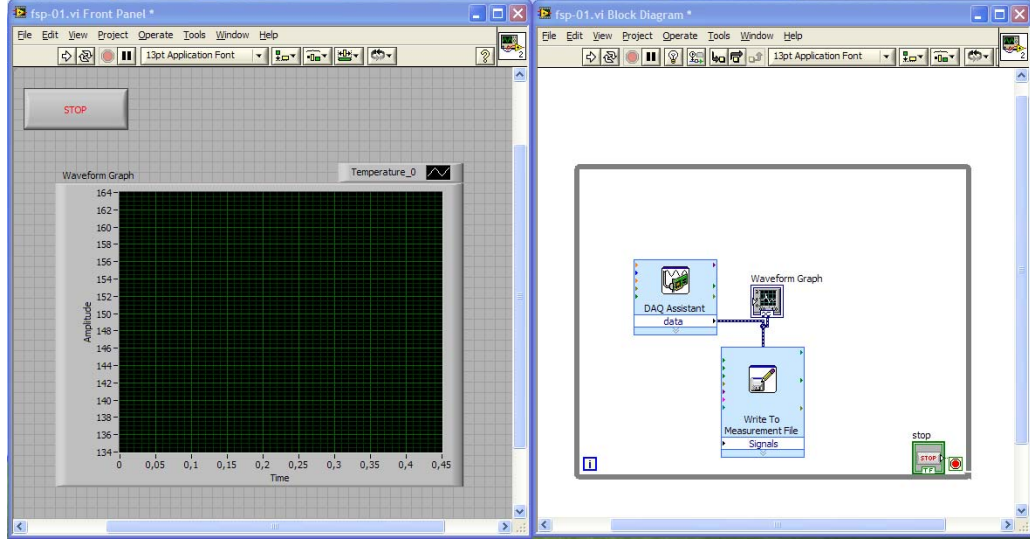 fsp-01.vi Front Panel *
File Edit View Project Operate Tools Window Help
13pt Application Font
?
2
STOP
Waveform Graph
Temperature_0
164
162
160
158
156
154
152
150
148
146
144
142
140
138
136
134
Amplitude
0 0,05 0,1 0,15 0,2 0,25 0,3 0,35 0,4 0,45
Time
fsp-01.vi Block Diagram *
File Edit View Project Operate Tools Window Help
13pt Application Font
2
DAQ Assistant
data
Waveform Graph
Write To
Measurement File
Signals
stop
STOP
TF
i